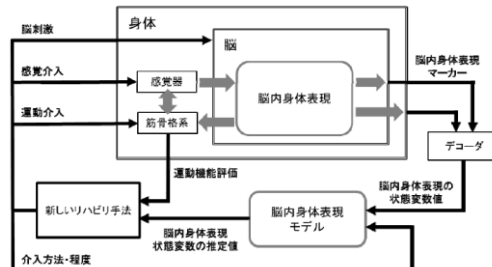 脳刺激
身体
脳
感覚介入
感覚器
脳内身体表現
脳内身体表現
マーカー
運動介入
筋骨格系
デコーダ
運動機能評価
脳内身体表現の
状態変数値
新しいリハビリ手法
脳内身体表現
モデル
脳内身体表現
状態変数の推定値
介入方法・程度